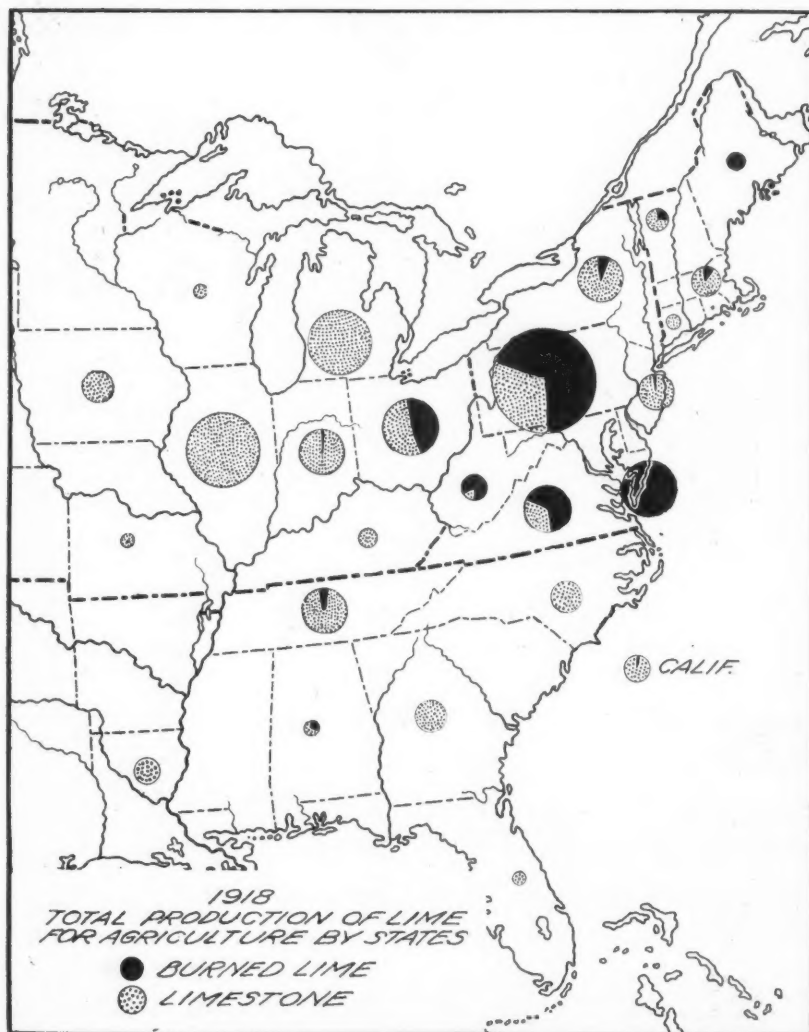 CALIF.
1918
TOTAL PRODUCTION OF LIME
FOR AGRICULTURE BY STATES
BURNED LIME
LIMESTONE